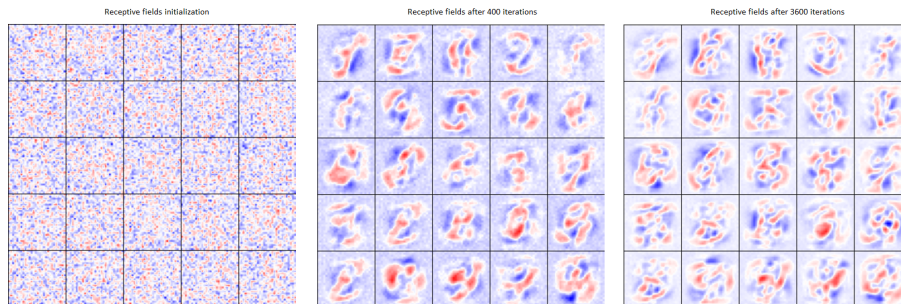 Receptive fields initialization
Receptive fields after 400 iterations
Receptive fields after 3600 iterations